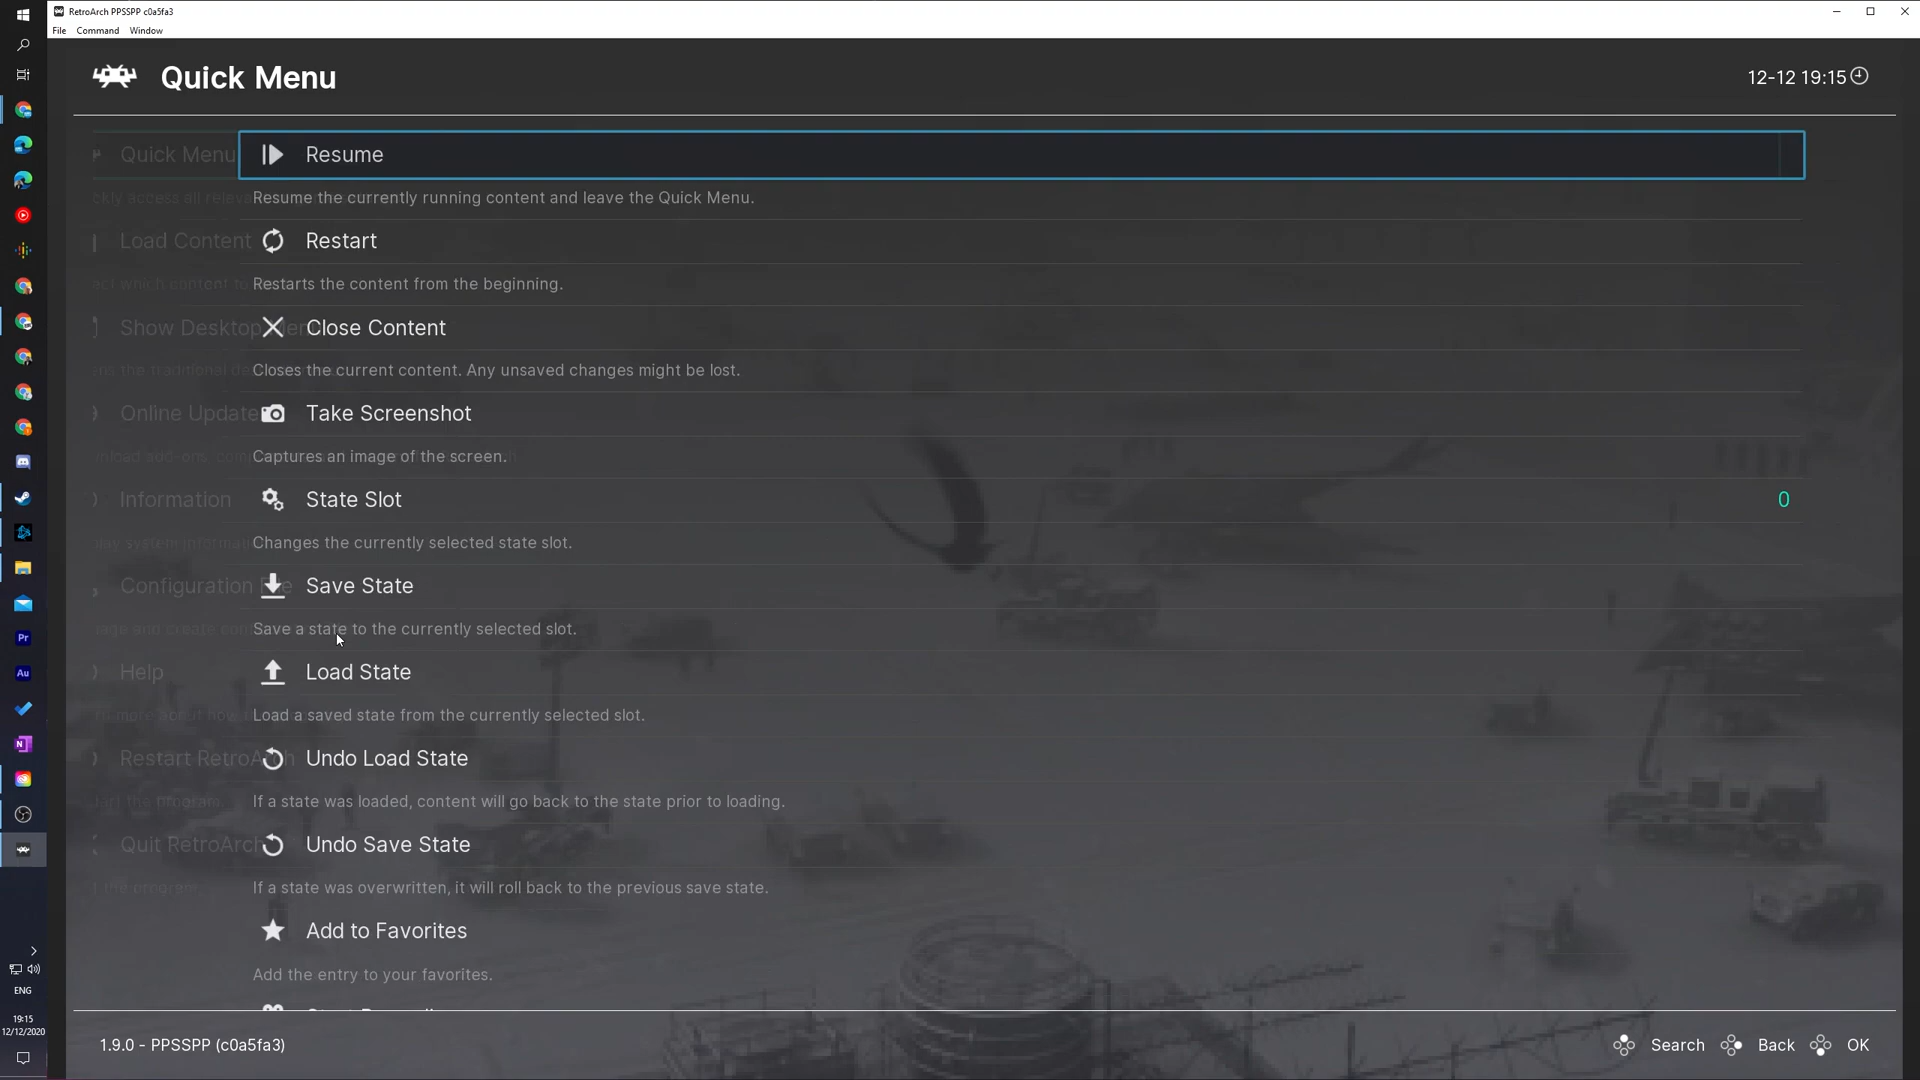 RetroArch PPSSPP c0a5fa3
File Command Window
Quick Menu
12-12 19:15
Quick Menu
Resume
Resume the currently running content and leave the Quick Menu.
Load Content
Restart
Restarts the content from the beginning.
Show Desktop
Close Content
Closes the current content. Any unsaved changes might be lost.
Online Update
Take Screenshot
Captures an image of the screen.
Information
State Slot
0
Changes the currently selected state slot.
Configuration
Save State
Save a state to the currently selected slot.
Help
Load State
Load a saved state from the currently selected slot.
Restart RetroArch
Undo Load State
If a state was loaded, content will go back to the state prior to loading.
Quit RetroArch
Undo Save State
If a state was overwritten, it will roll back to the previous save state.
Add to Favorites
Add the entry to your favorites.
1.9.0 - PPSSPP (c0a5fa3)
Search Back OK
Pr
Au
N
ENG
19:15
12/12/2020